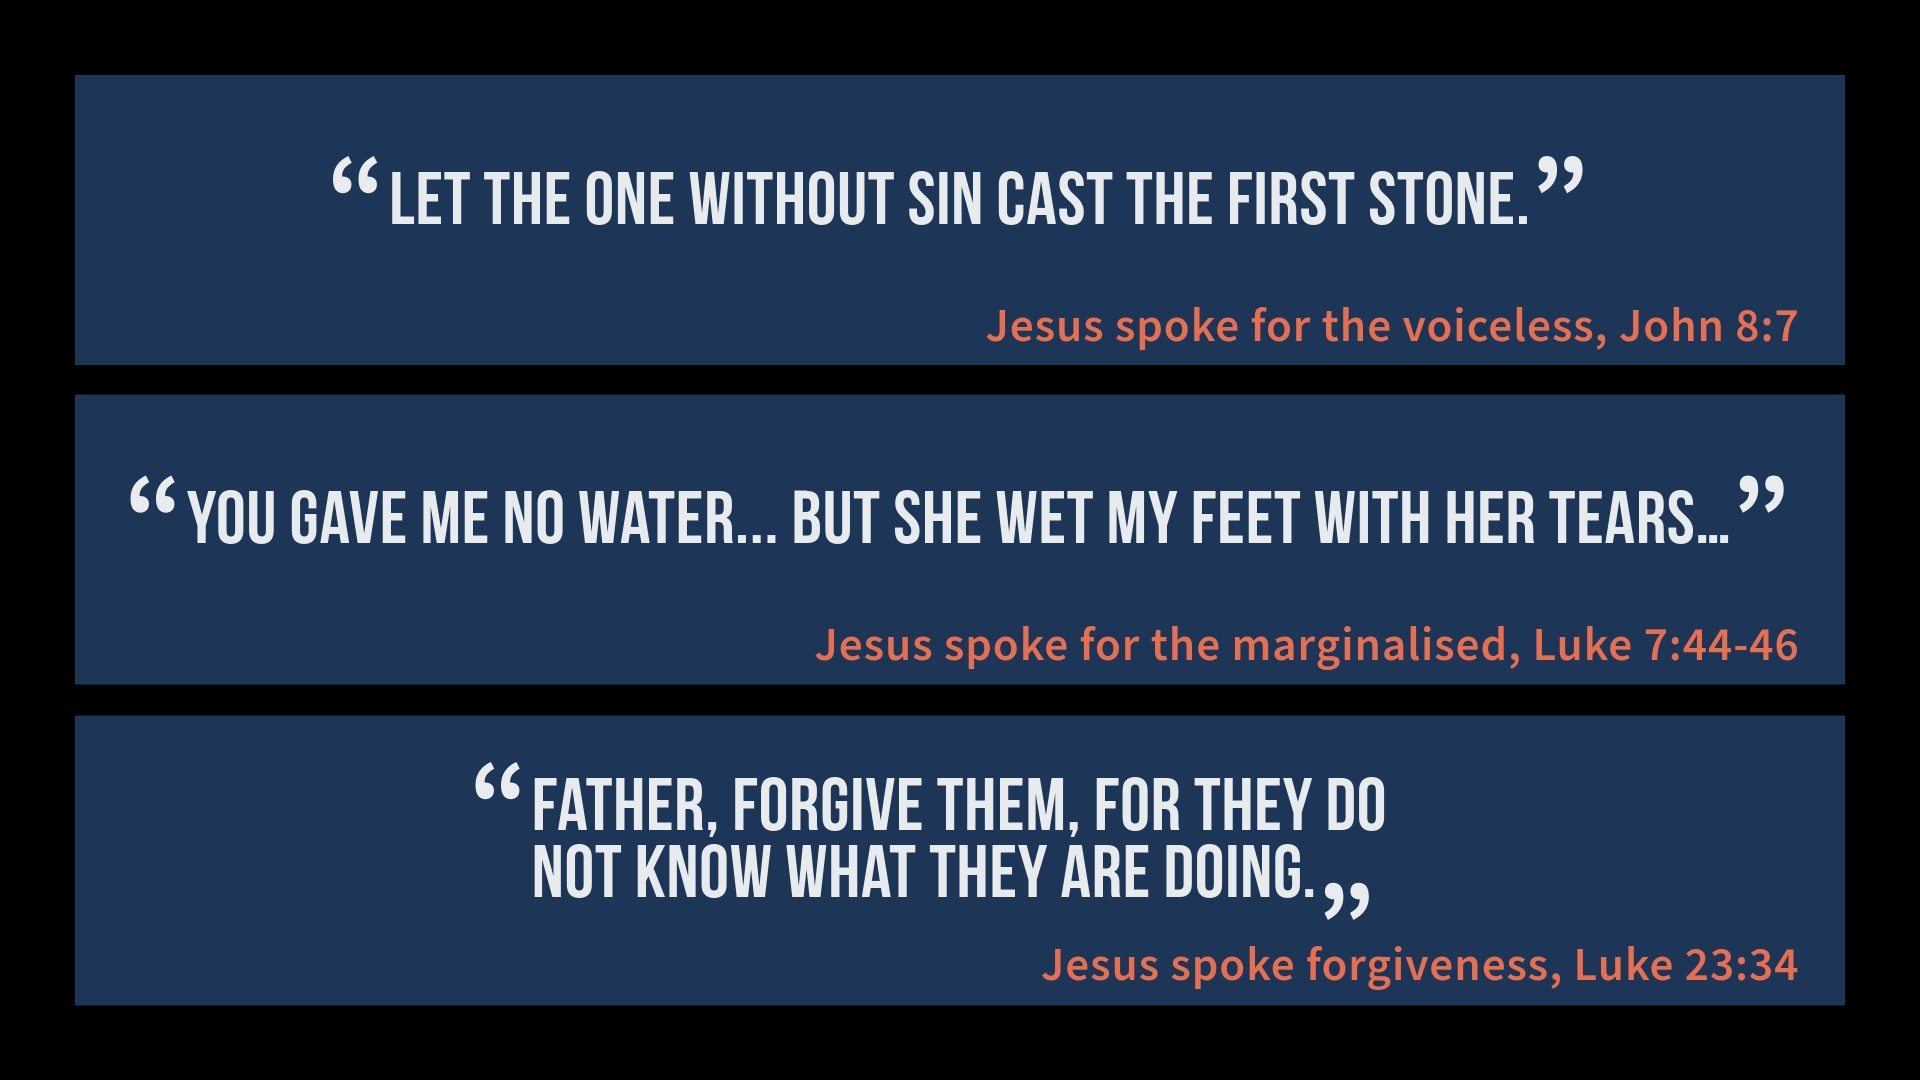 “LET THE ONE WITHOUT SIN CAST THE FIRST STONE.”
Jesus spoke for the voiceless, John 8:7
“YOU GAVE ME NO WATER... BUT SHE WET MY FEET WITH HER TEARS…”
Jesus spoke for the marginalised, Luke 7:44-46
“FATHER, FORGIVE THEM, FOR THEY DO
NOT KNOW WHAT THEY ARE DOING.”
Jesus spoke forgiveness, Luke 23:34